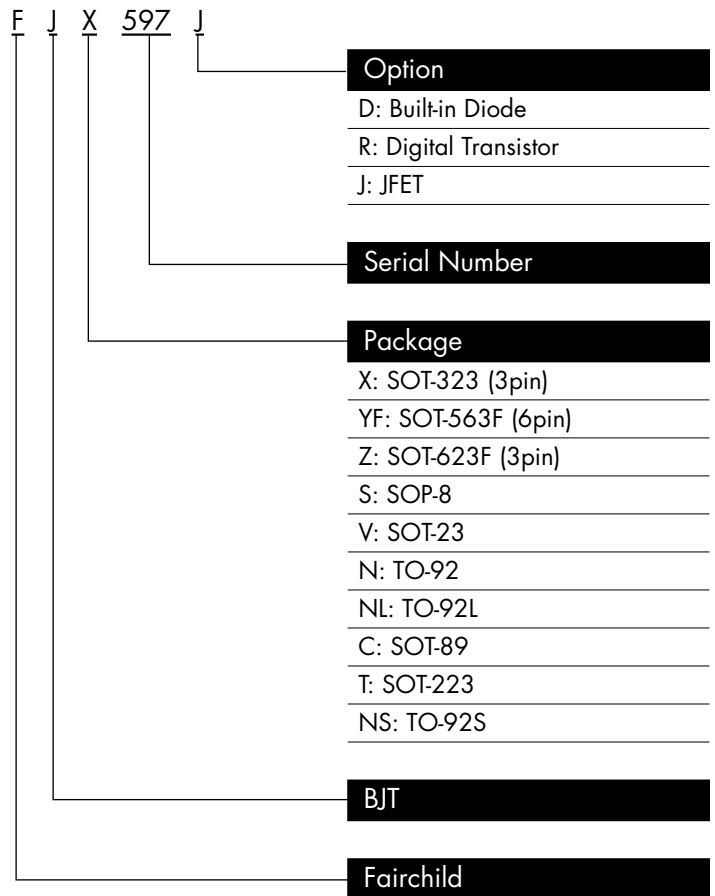 F J X 597 J
Option
D: Built-in Diode
R: Digital Transistor
J: JFET
Serial Number
Package
X: SOT-323 (3pin)
YF: SOT-563F (6pin)
Z: SOT-623F (3pin)
S: SOP-8
V: SOT-23
N: TO-92
NL: TO-92L
C: SOT-89
T: SOT-223
NS: TO-92S
BJT
Fairchild